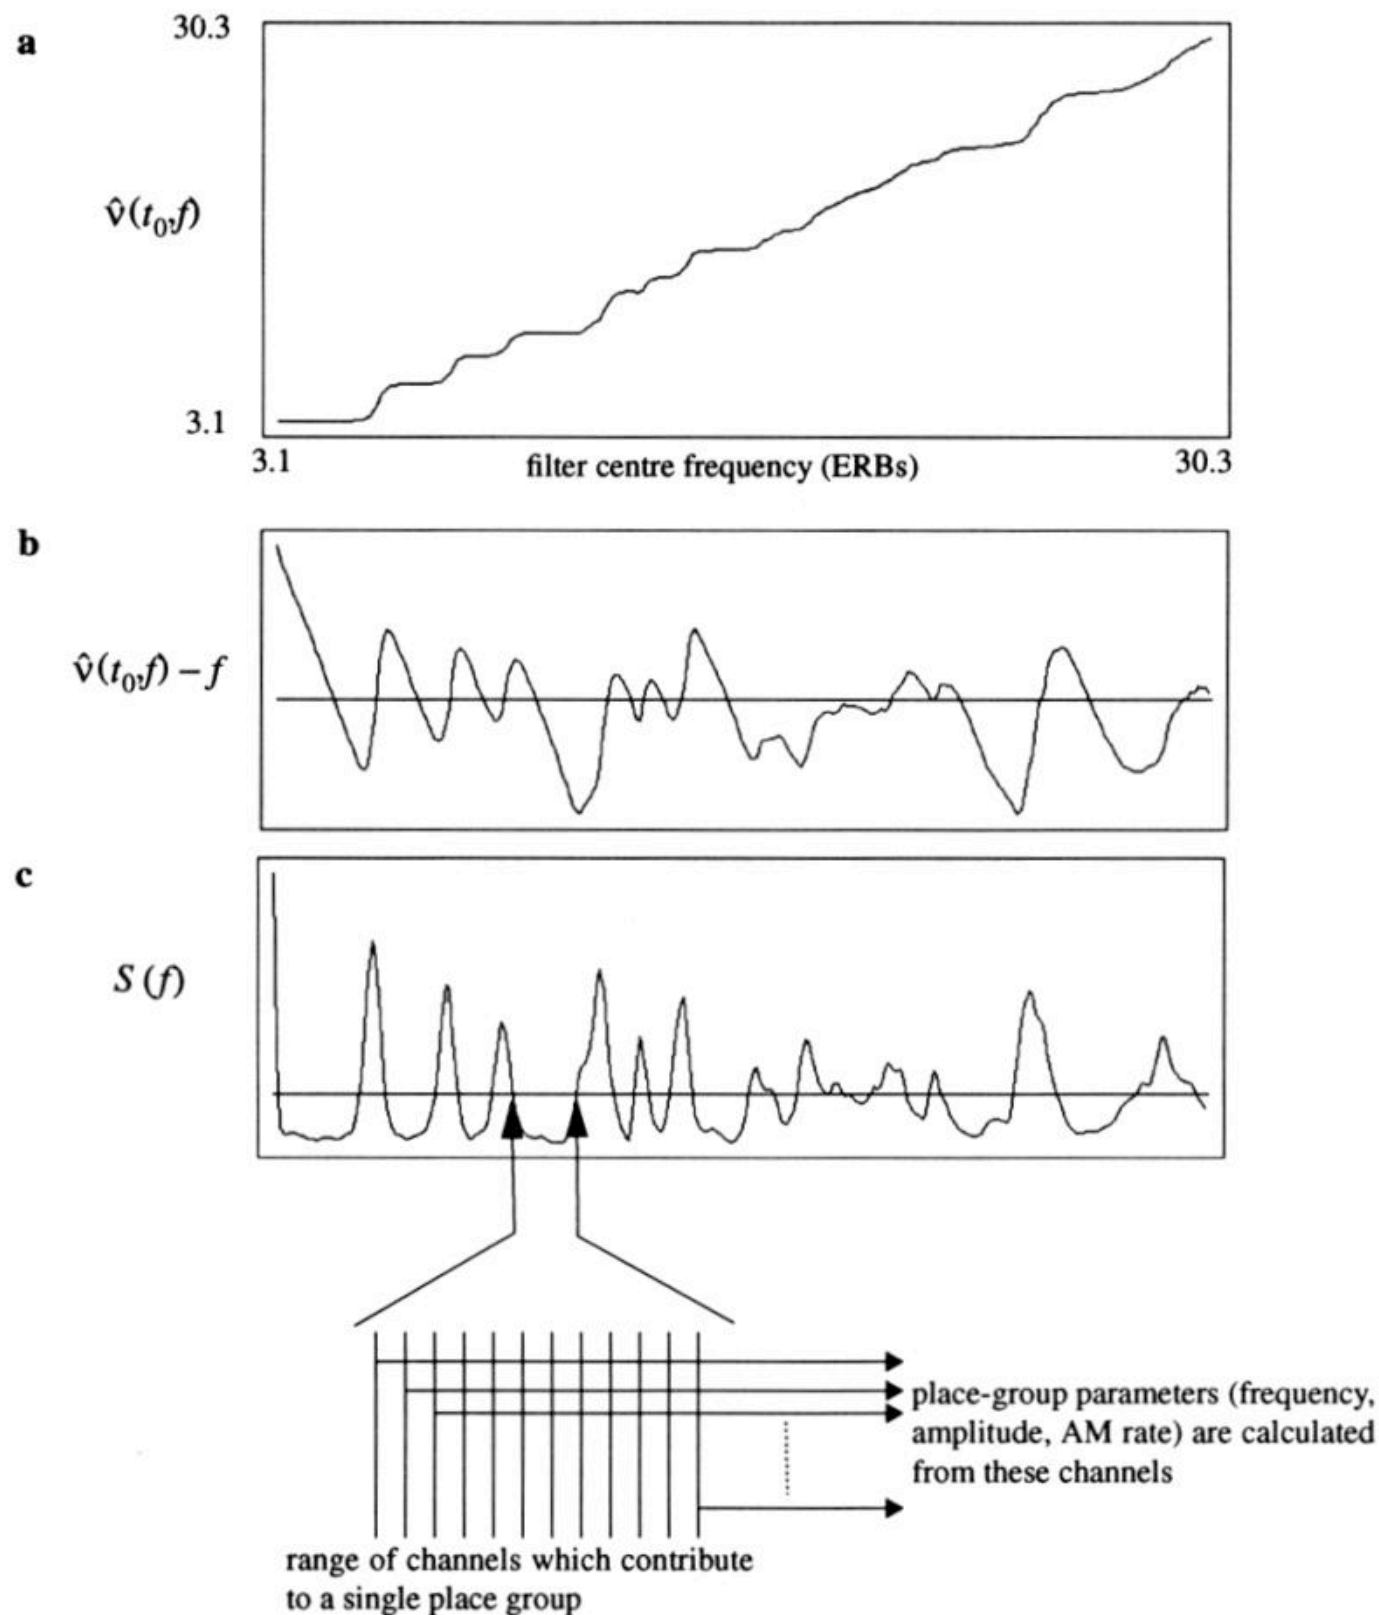 a
30.3
ν̂(t₀,f)
3.1
3.1
filter centre frequency (ERBs)
30.3
b
ν̂(t₀,f) – f
c
S (f)
place-group parameters (frequency,
amplitude, AM rate) are calculated
from these channels
range of channels which contribute
to a single place group